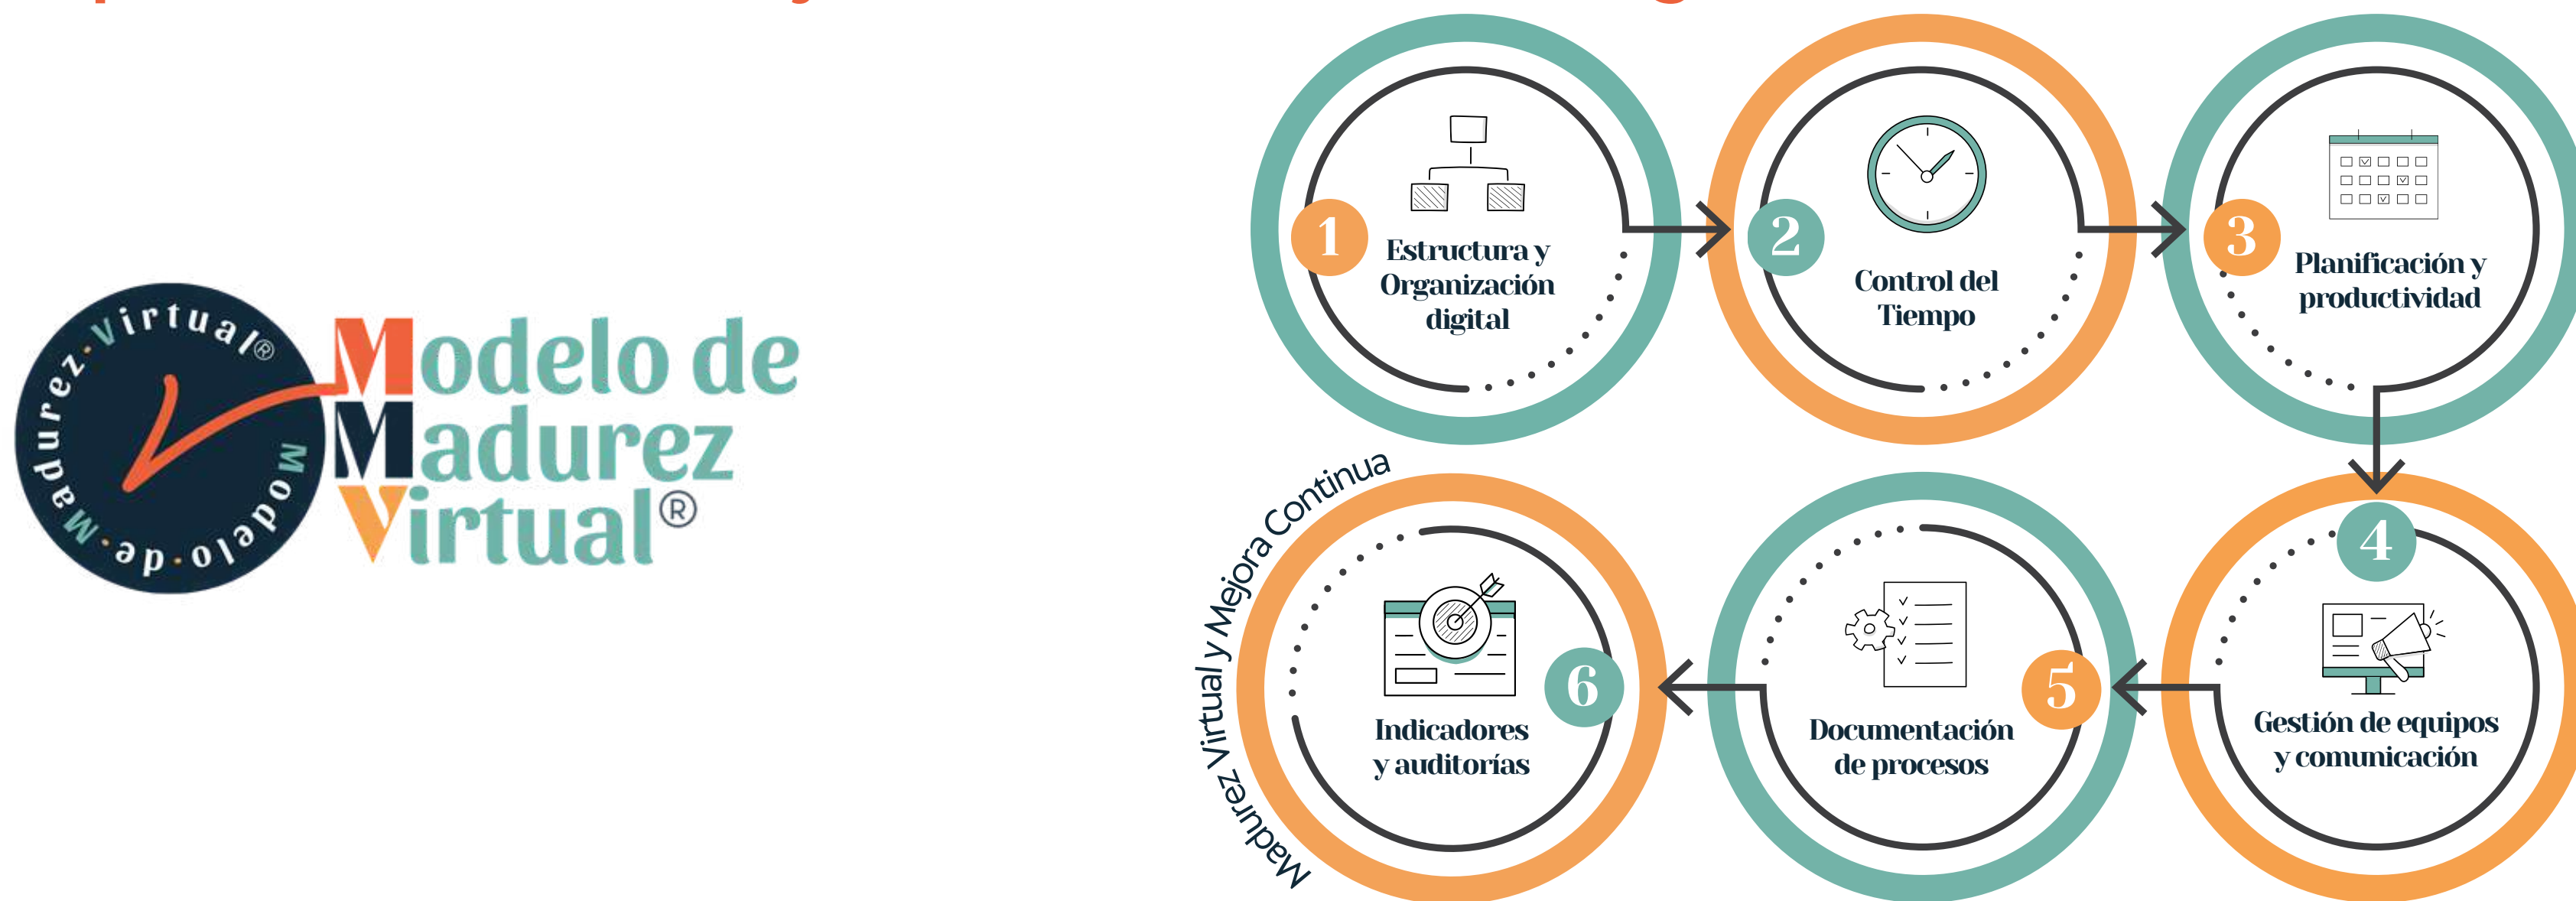 Modelo·de·Madurez·Virtual®
Modelo de
Madurez
Virtual®
1
Estructura y
Organización
digital
2
Control del
Tiempo
3
Planificación y
productividad
4
Gestión de equipos
y comunicación
5
Documentación
de procesos
6
Indicadores
y auditorías
Madurez Virtual y Mejora Continua